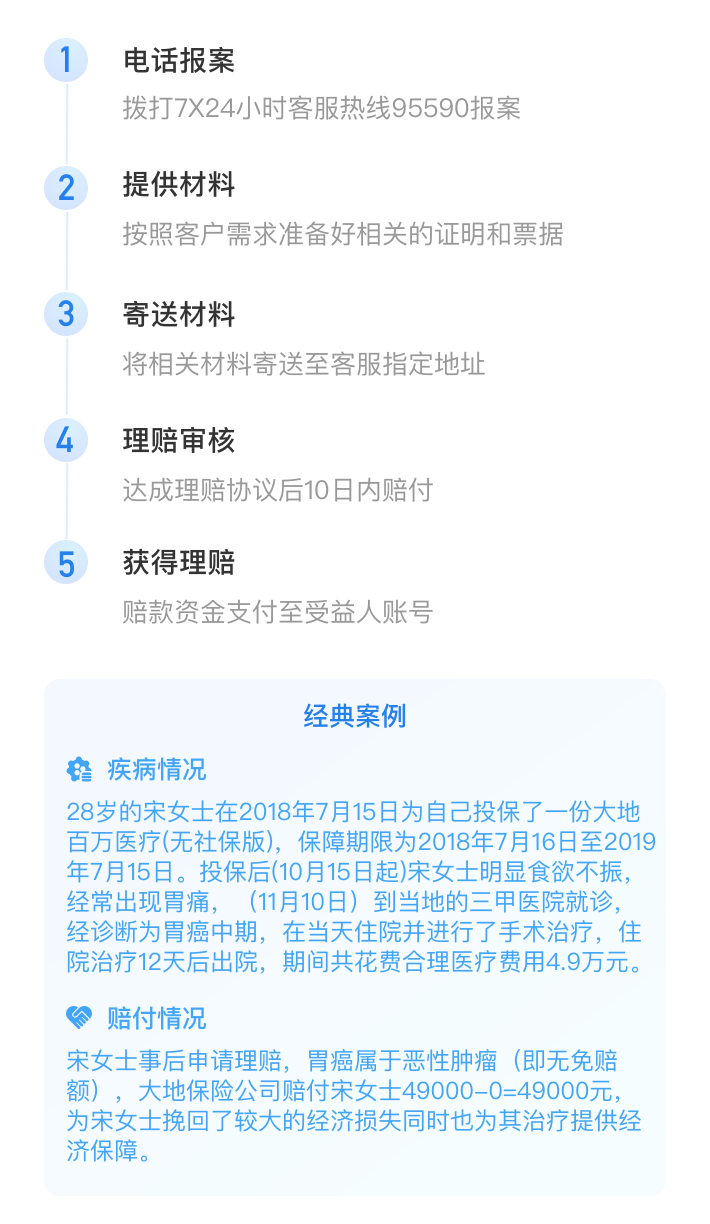 1
电话报案
拨打7X24小时客服热线95590报案
2
提供材料
按照客户需求准备好相关的证明和票据
3
寄送材料
将相关材料寄送至客服指定地址
4
理赔审核
达成理赔协议后10日内赔付
5
获得理赔
赔款资金支付至受益人账号
经典案例
疾病情况
28岁的宋女士在2018年7月15日为自己投保了一份大地
百万医疗(无社保版)，保障期限为2018年7月16日至2019
年7月15日。投保后(10月15日起)宋女士明显食欲不振，
经常出现胃痛，（11月10日）到当地的三甲医院就诊，
经诊断为胃癌中期，在当天住院并进行了手术治疗，住
院治疗12天后出院，期间共花费合理医疗费用4.9万元。
赔付情况
宋女士事后申请理赔，胃癌属于恶性肿瘤（即无免赔
额），大地保险公司赔付宋女士49000–0=49000元，
为宋女士挽回了较大的经济损失同时也为其治疗提供经
济保障。